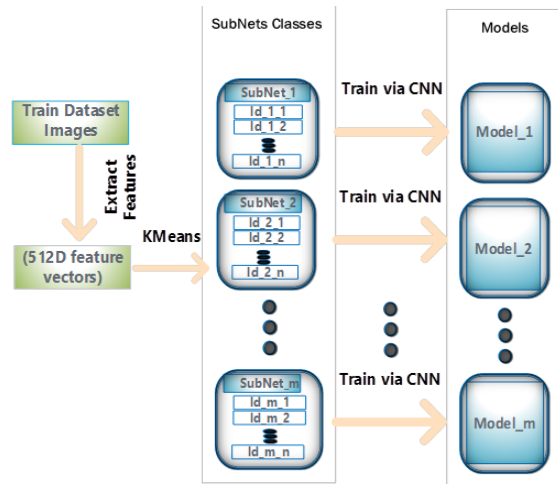 SubNets Classes
Models
Train Dataset
Images
Extract
Features
(512D feature
vectors)
KMeans
SubNet_1
Id_1_1
Id_1_2
Id_1_n
Train via CNN
Model_1
SubNet_2
Id_2_1
Id_2_2
Id_2_n
Train via CNN
Model_2
SubNet_m
Id_m_1
Id_m_2
Id_m_n
Train via CNN
Model_m